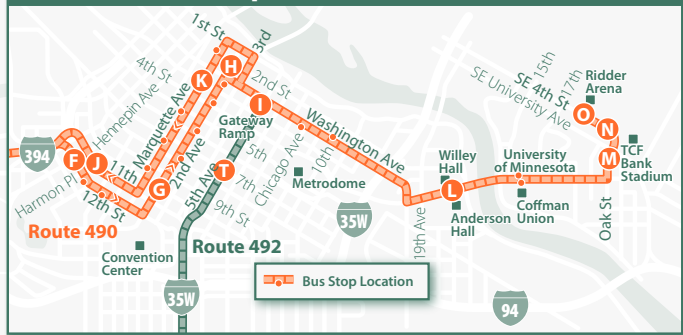 1st St
3rd
4th St
2nd St
15th
17th
SE 4th St
SE University Ave
Ridder
Arena
K
H
I
O
N
M
Hennepin Ave
Marquette Ave
2nd Ave
Gateway
Ramp
Washington Ave
5th
7th
9th St
Chicago Ave
10th
394
F
J
11th
G
T
5th Ave
Harmon Pl
12th St
Metrodome
Willey
Hall
University
of Minnesota
TCF
Bank
Stadium
L
Anderson
Hall
Coffman
Union
Oak St
19th Ave
35W
Route 490
Route 492
Convention
Center
35W
Bus Stop Location
94